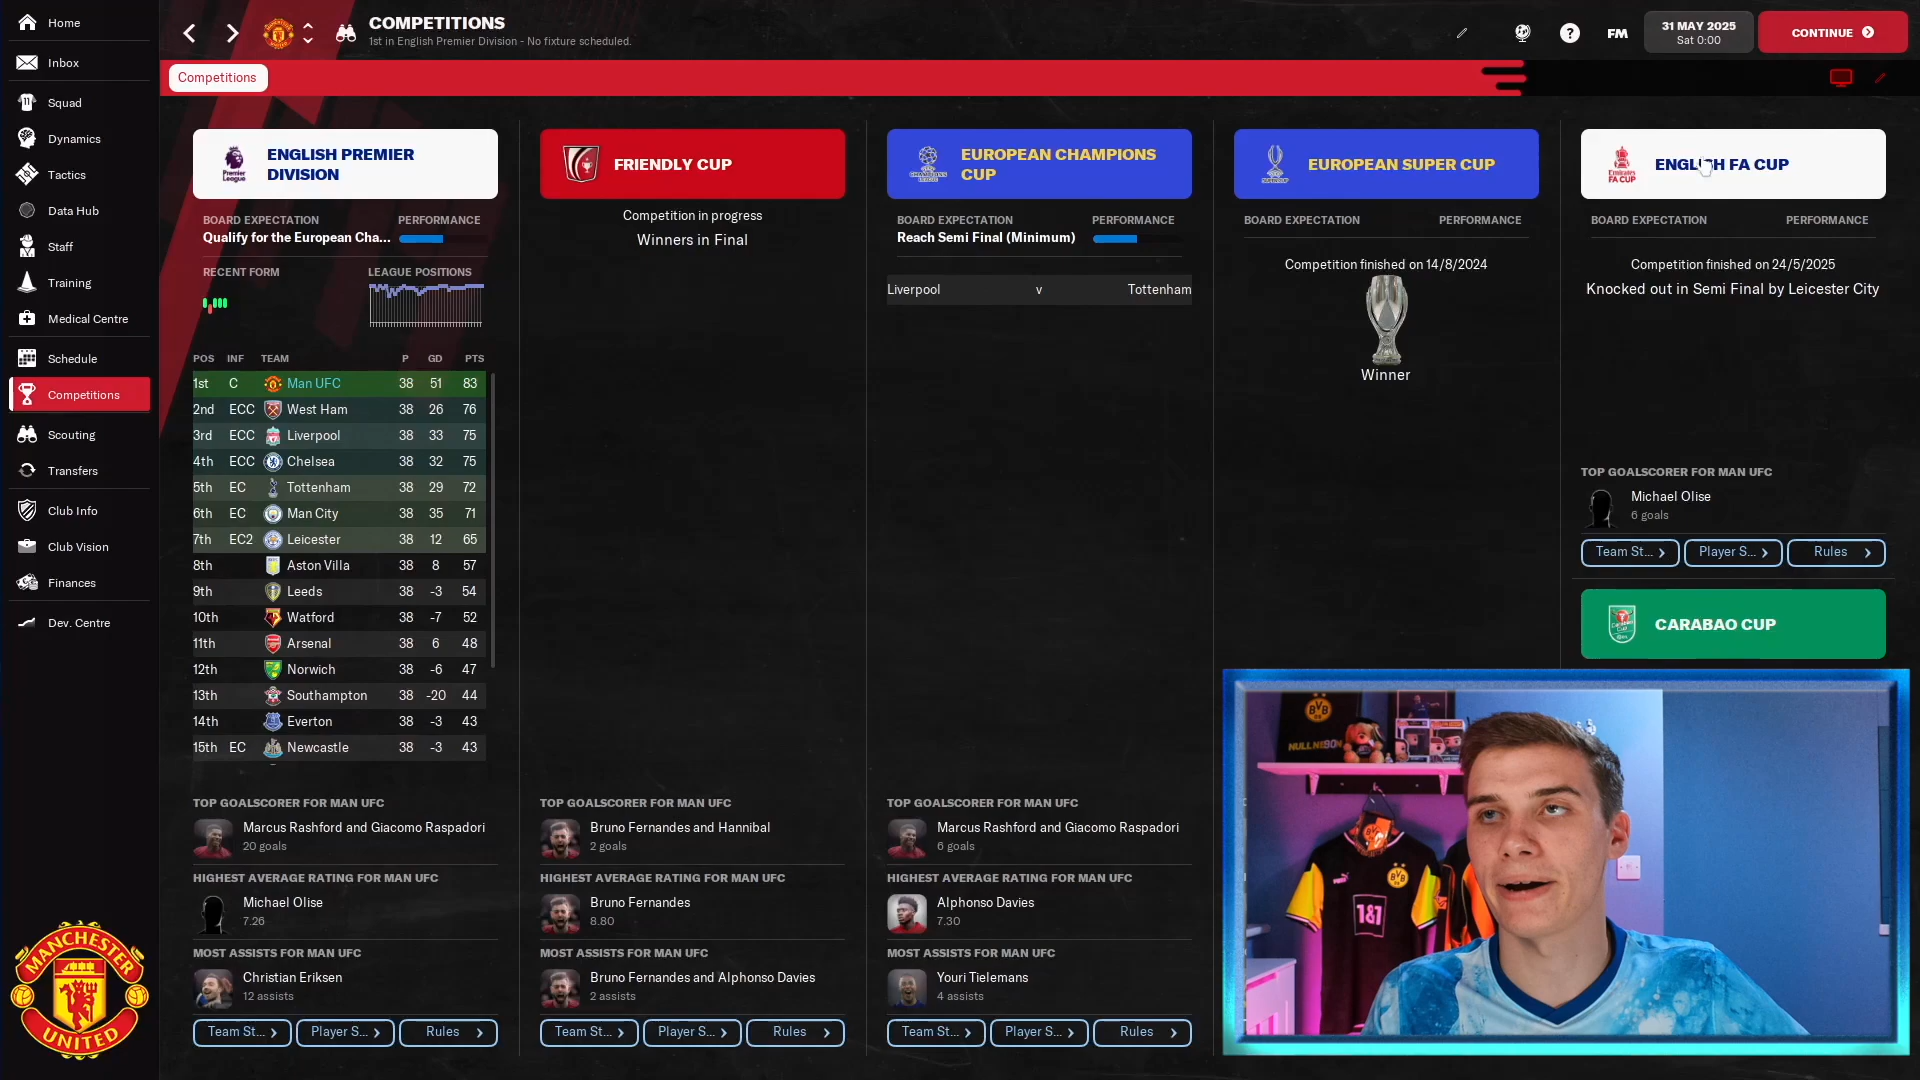 Home
Inbox
Squad
Dynamics
Tactics
Data Hub
Staff
Training
Medical Centre
Schedule
Competitions
Scouting
Transfers
Club Info
Club Vision
Finances
Dev. Centre
MANCHESTER
UNITED
COMPETITIONS
1st in English Premier Division - No fixture scheduled.
FM
31 MAY 2025
Sat 0:00
CONTINUE
Competitions
Premier League
ENGLISH PREMIER
DIVISION
BOARD EXPECTATION PERFORMANCE
Qualify for the European Cha...
RECENT FORM LEAGUE POSITIONS
POS INF TEAM P GD PTS
1st C Man UFC 38 51 83
2nd ECC West Ham 38 26 76
3rd ECC Liverpool 38 33 75
4th ECC Chelsea 38 32 75
5th EC Tottenham 38 29 72
6th EC Man City 38 35 71
7th EC2 Leicester 38 12 65
8th Aston Villa 38 8 57
9th Leeds 38 -3 54
10th Watford 38 -7 52
11th Arsenal 38 6 48
12th Norwich 38 -6 47
13th Southampton 38 -20 44
14th Everton 38 -3 43
15th EC Newcastle 38 -3 43
TOP GOALSCORER FOR MAN UFC
Marcus Rashford and Giacomo Raspadori
20 goals
HIGHEST AVERAGE RATING FOR MAN UFC
Michael Olise
7.26
MOST ASSISTS FOR MAN UFC
Christian Eriksen
12 assists
Team St... Player S... Rules
FRIENDLY CUP
Competition in progress
Winners in Final
TOP GOALSCORER FOR MAN UFC
Bruno Fernandes and Hannibal
2 goals
HIGHEST AVERAGE RATING FOR MAN UFC
Bruno Fernandes
8.80
MOST ASSISTS FOR MAN UFC
Bruno Fernandes and Alphonso Davies
2 assists
Team St... Player S... Rules
EUROPEAN CHAMPIONS
CUP
BOARD EXPECTATION PERFORMANCE
Reach Semi Final (Minimum)
Liverpool v Tottenham
TOP GOALSCORER FOR MAN UFC
Marcus Rashford and Giacomo Raspadori
6 goals
HIGHEST AVERAGE RATING FOR MAN UFC
Alphonso Davies
7.30
MOST ASSISTS FOR MAN UFC
Youri Tielemans
4 assists
Team St... Player S... Rules
EUROPEAN SUPER CUP
BOARD EXPECTATION PERFORMANCE
Competition finished on 14/8/2024
Winner
Emirates
FA CUP
ENGLISH FA CUP
BOARD EXPECTATION PERFORMANCE
Competition finished on 24/5/2025
Knocked out in Semi Final by Leicester City
TOP GOALSCORER FOR MAN UFC
Michael Olise
6 goals
Team St... Player S... Rules
CARABAO CUP
BVB
09
BVB
09
1&1